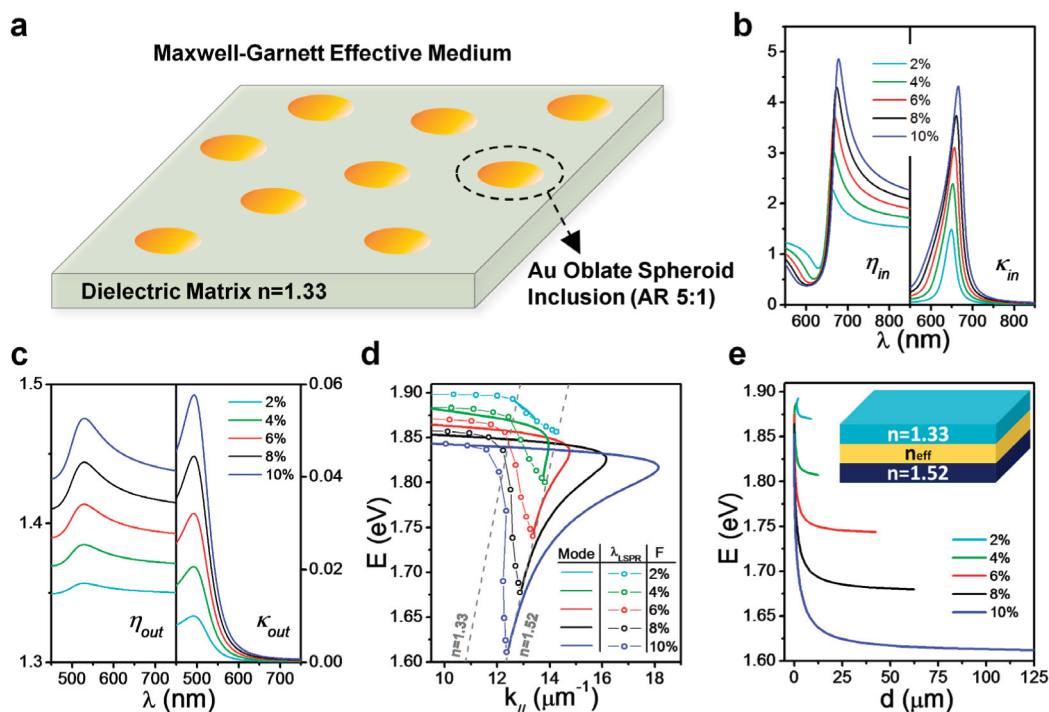 a
Maxwell-Garnett Effective Medium
Dielectric Matrix n=1.33
Au Oblate Spheroid
Inclusion (AR 5:1)
b
5
4
3
2
1
0
2%
4%
6%
8%
10%
ηin
κin
600 700 800 600 700 800
λ (nm)
c
1.5
1.4
1.3
0.06
0.04
0.02
0.00
2%
4%
6%
8%
10%
ηout
κout
500 600 700 500 600 700
λ (nm)
d
1.90
1.85
1.80
1.75
1.70
1.65
1.60
E (eV)
n=1.33
n=1.52
Mode λLSPR F
2%
4%
6%
8%
10%
10 12 14 16 18
k// (μm-1)
e
1.90
1.85
1.80
1.75
1.70
1.65
1.60
E (eV)
n=1.33
neff
n=1.52
2%
4%
6%
8%
10%
0 25 50 75 100 125
d (μm)